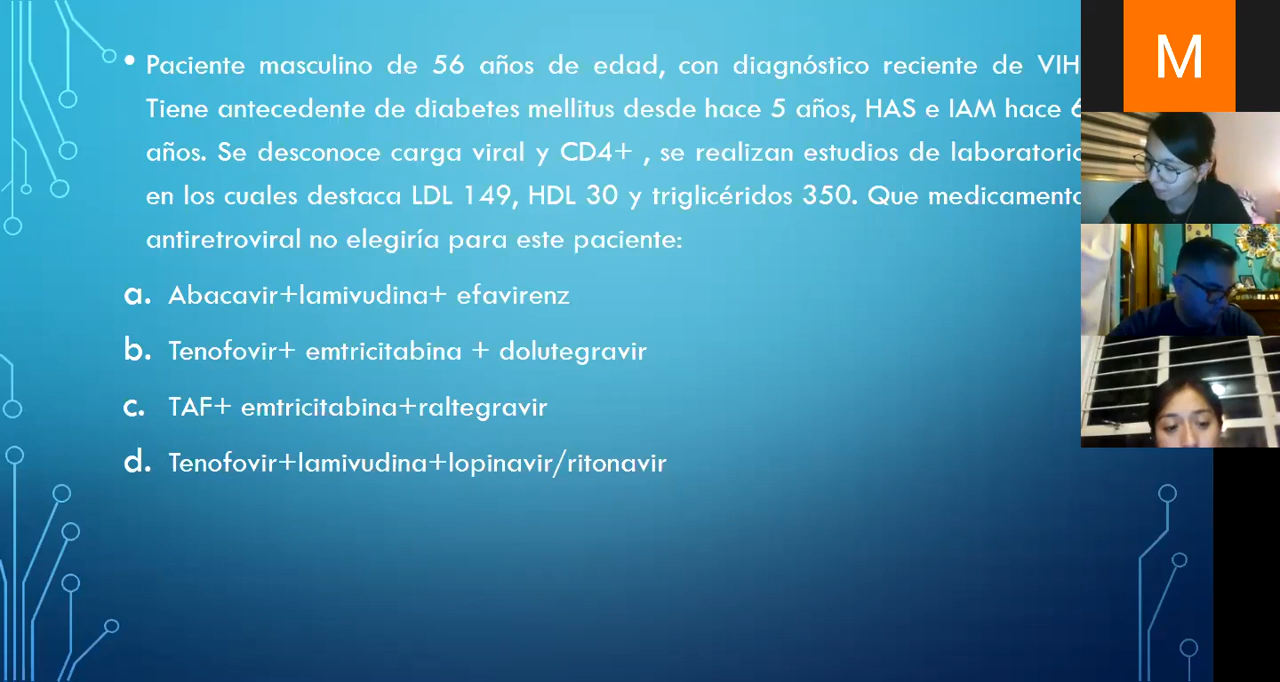 • Paciente masculino de 56 años de edad, con diagnóstico reciente de VIH
Tiene antecedente de diabetes mellitus desde hace 5 años, HAS e IAM hace 6
años. Se desconoce carga viral y CD4+ , se realizan estudios de laboratorio
en los cuales destaca LDL 149, HDL 30 y triglicéridos 350. Que medicamento
antiretroviral no elegiría para este paciente:
a. Abacavir+lamivudina+ efavirenz
b. Tenofovir+ emtricitabina + dolutegravir
c. TAF+ emtricitabina+raltegravir
d. Tenofovir+lamivudina+lopinavir/ritonavir
M